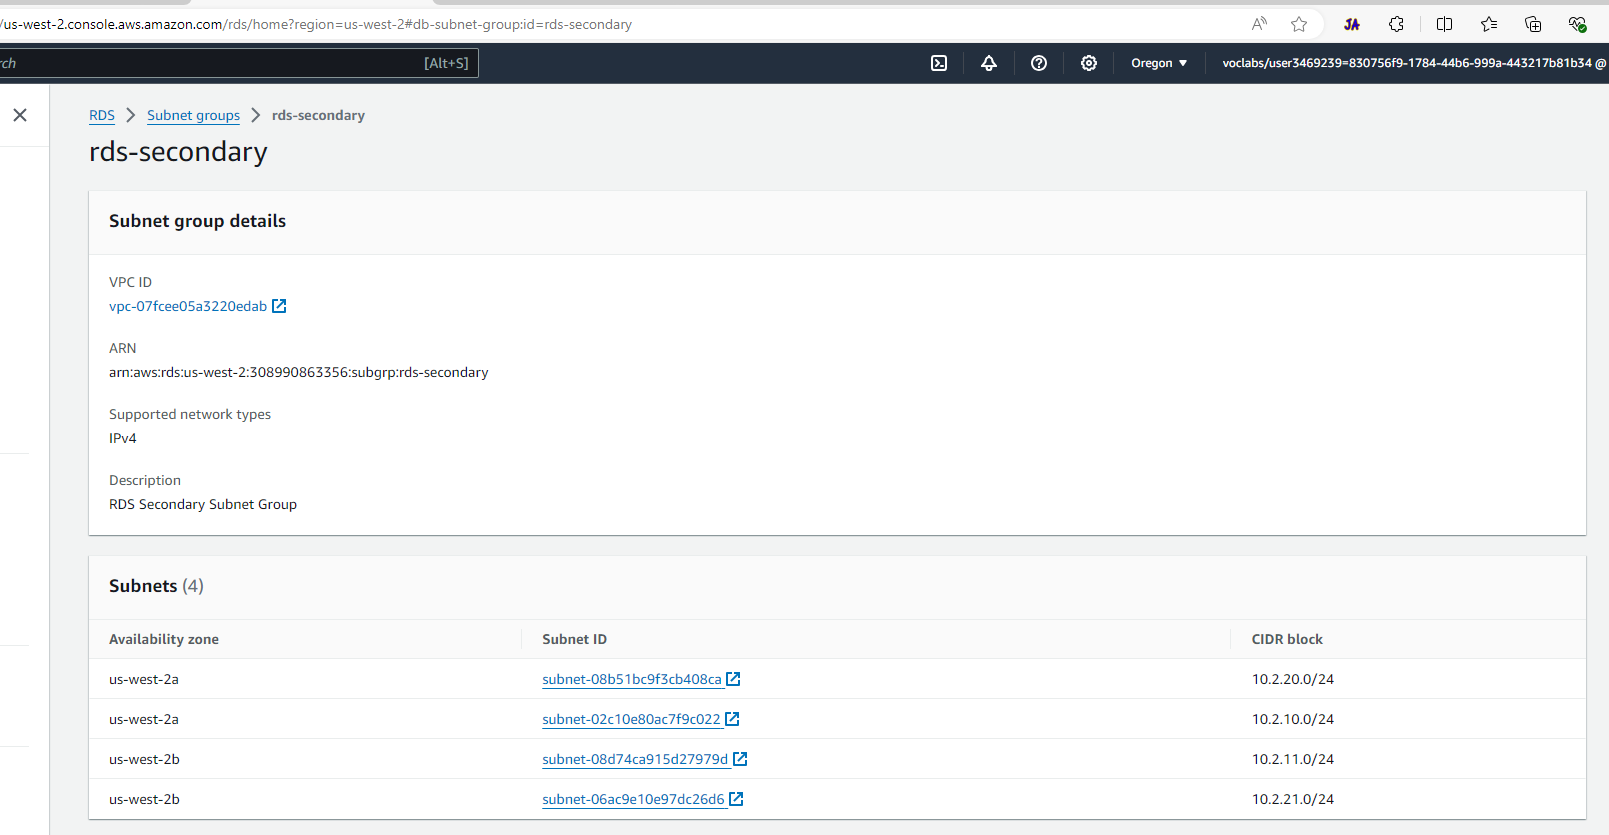 /us-west-2.console.aws.amazon.com/rds/home?region=us-west-2#db-subnet-group:id=rds-secondary
JA
rch [Alt+S] Oregon ▼ voclabs/user3469239=830756f9-1784-44b6-999a-443217b81b34 @
RDS > Subnet groups > rds-secondary
rds-secondary
Subnet group details
VPC ID
vpc-07fcee05a3220edab
ARN
arn:aws:rds:us-west-2:308990863356:subgrp:rds-secondary
Supported network types
IPv4
Description
RDS Secondary Subnet Group
Subnets (4)
Availability zone Subnet ID CIDR block
us-west-2a subnet-08b51bc9f3cb408ca 10.2.20.0/24
us-west-2a subnet-02c10e80ac7f9c022 10.2.10.0/24
us-west-2b subnet-08d74ca915d27979d 10.2.11.0/24
us-west-2b subnet-06ac9e10e97dc26d6 10.2.21.0/24